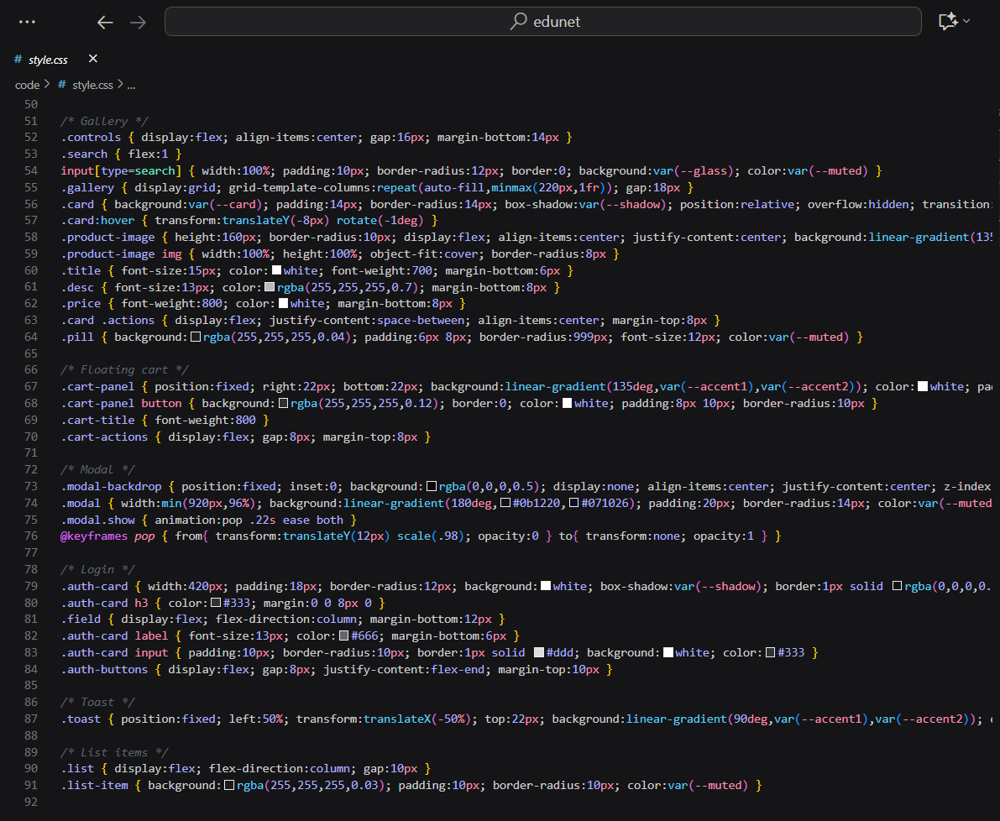 edunet
# style.css
code > # style.css > ...
50
51 /* Gallery */
52 .controls { display:flex; align-items:center; gap:16px; margin-bottom:14px }
53 .search { flex:1 }
54 input[type=search] { width:100%; padding:10px; border-radius:12px; border:0; background:var(--glass); color:var(--muted) }
55 .gallery { display:grid; grid-template-columns:repeat(auto-fill,minmax(220px,1fr)); gap:18px }
56 .card { background:var(--card); padding:14px; border-radius:14px; box-shadow:var(--shadow); position:relative; overflow:hidden; transition:
57 .card:hover { transform:translateY(-8px) rotate(-1deg) }
58 .product-image { height:160px; border-radius:10px; display:flex; align-items:center; justify-content:center; background:linear-gradient(135
59 .product-image img { width:100%; height:100%; object-fit:cover; border-radius:8px }
60 .title { font-size:15px; color:white; font-weight:700; margin-bottom:6px }
61 .desc { font-size:13px; color:rgba(255,255,255,0.7); margin-bottom:8px }
62 .price { font-weight:800; color:white; margin-bottom:8px }
63 .card .actions { display:flex; justify-content:space-between; align-items:center; margin-top:8px }
64 .pill { background:rgba(255,255,255,0.04); padding:6px 8px; border-radius:999px; font-size:12px; color:var(--muted) }
65
66 /* Floating cart */
67 .cart-panel { position:fixed; right:22px; bottom:22px; background:linear-gradient(135deg,var(--accent1),var(--accent2)); color:white; pad
68 .cart-panel button { background:rgba(255,255,255,0.12); border:0; color:white; padding:8px 10px; border-radius:10px }
69 .cart-title { font-weight:800 }
70 .cart-actions { display:flex; gap:8px; margin-top:8px }
71
72 /* Modal */
73 .modal-backdrop { position:fixed; inset:0; background:rgba(0,0,0,0.5); display:none; align-items:center; justify-content:center; z-index
74 .modal { width:min(920px,96%); background:linear-gradient(180deg,#0b1220,#071026); padding:20px; border-radius:14px; color:var(--muted
75 .modal.show { animation:pop .22s ease both }
76 @keyframes pop { from{ transform:translateY(12px) scale(.98); opacity:0 } to{ transform:none; opacity:1 } }
77
78 /* Login */
79 .auth-card { width:420px; padding:18px; border-radius:12px; background:white; box-shadow:var(--shadow); border:1px solid rgba(0,0,0,0.
80 .auth-card h3 { color:#333; margin:0 0 8px 0 }
81 .field { display:flex; flex-direction:column; margin-bottom:12px }
82 .auth-card label { font-size:13px; color:#666; margin-bottom:6px }
83 .auth-card input { padding:10px; border-radius:10px; border:1px solid #ddd; background:white; color:#333 }
84 .auth-buttons { display:flex; gap:8px; justify-content:flex-end; margin-top:10px }
85
86 /* Toast */
87 .toast { position:fixed; left:50%; transform:translateX(-50%); top:22px; background:linear-gradient(90deg,var(--accent1),var(--accent2));
88
89 /* List items */
90 .list { display:flex; flex-direction:column; gap:10px }
91 .list-item { background:rgba(255,255,255,0.03); padding:10px; border-radius:10px; color:var(--muted) }
92